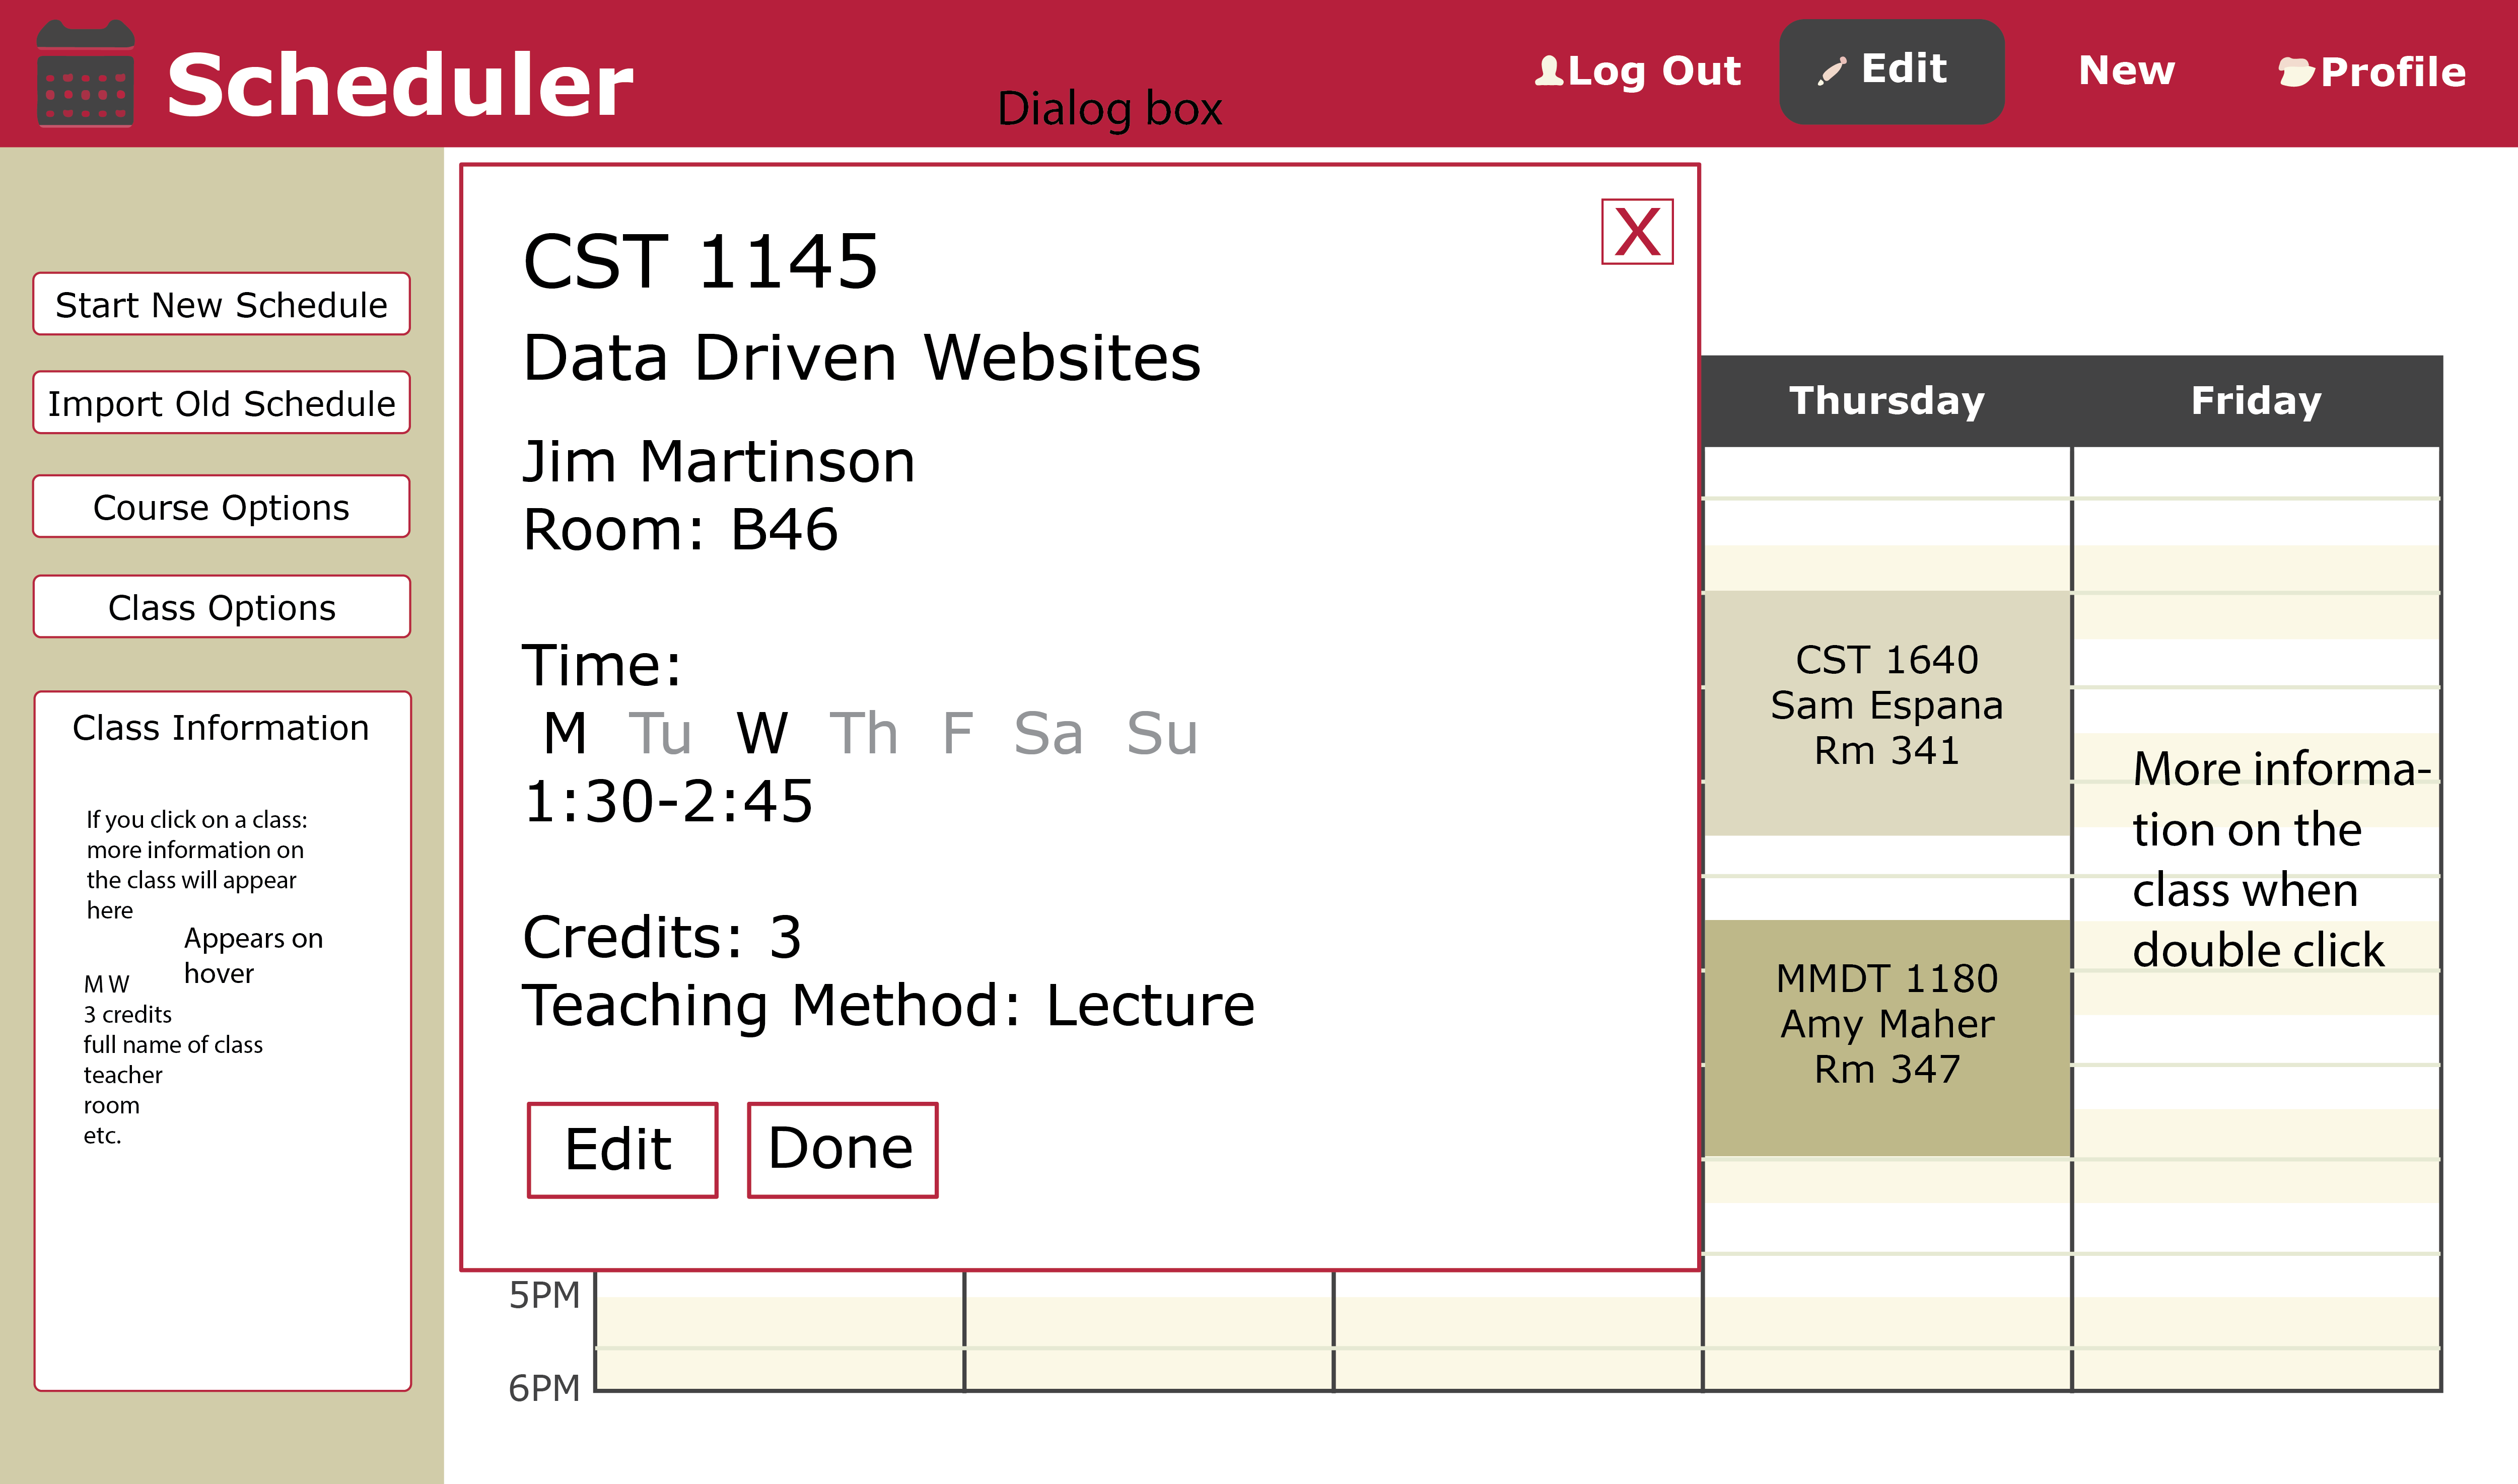 Scheduler
Dialog box
Log Out
Edit
New
Profile
Start New Schedule
Import Old Schedule
Course Options
Class Options
Class Information
If you click on a class:
more information on
the class will appear
here
Appears on
hover
M W
3 credits
full name of class
teacher
room
etc.
X
CST 1145
Data Driven Websites
Jim Martinson
Room: B46
Time:
M Tu W Th F Sa Su
1:30-2:45
Credits: 3
Teaching Method: Lecture
Edit
Done
Thursday
Friday
CST 1640
Sam Espana
Rm 341
MMDT 1180
Amy Maher
Rm 347
More informa-
tion on the
class when
double click
5PM
6PM